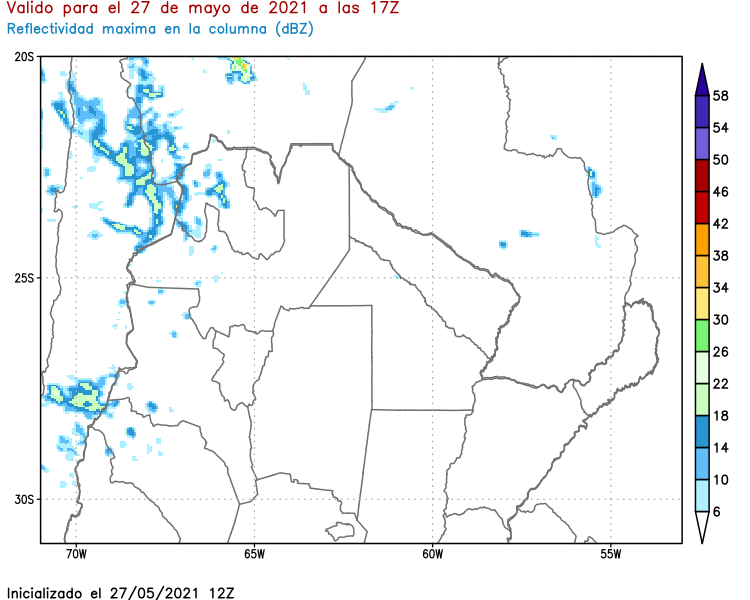 Valido para el 27 de mayo de 2021 a las 17Z
Reflectividad maxima en la columna (dBZ)
20S
25S
30S
70W
65W
60W
55W
58
54
50
46
42
38
34
30
26
22
18
14
10
6
Inicializado el 27/05/2021 12Z